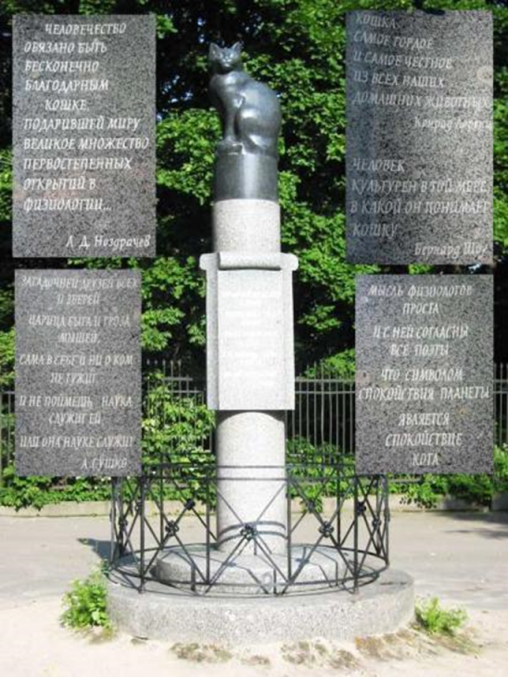 ЧЕЛОВЕЧЕСТВО
ОБЯЗАНО БЫТЬ
БЕСКОНЕЧНО
БЛАГОДАРНЫМ
КОШКЕ,
ПОДАРИВШЕЙ МИРУ
ВЕЛИКОЕ МНОЖЕСТВО
ПЕРВОСТЕПЕННЫХ
ОТКРЫТИЙ В
ФИЗИОЛОГИИ...
А.Д. Ноздрачев
КОШКА-
САМОЕ ГОРДОЕ
И САМОЕ ЧЕСТНОЕ
ИЗ ВСЕХ НАШИХ
ДОМАШНИХ ЖИВОТНЫХ
Конрад Лоренц
ЧЕЛОВЕК
КУЛЬТУРЕН В ТОЙ МЕРЕ,
В КАКОЙ ОН ПОНИМАЕТ
КОШКУ
Бернард Шоу
ЗАГАДОЧНЕЙ ДРУЗЕЙ ВСЕХ
И ЗВЕРЕЙ
ЦАРИЦА БЫТА И ГРОЗА
МЫШЕЙ
САМА В СЕБЕ И НИ О КОМ
НЕ ТУЖИТ
И НЕ ПОЙМЕШЬ НАУКА
СЛУЖИТ ЕЙ
ИЛИ ОНА НАУКЕ СЛУЖИТ
А.СУШКО
МЫСЛЬ ФИЗИОЛОГОВ
ПРОСТА
И С НЕЙ СОГЛАСНЫ
ВСЕ ПОЭТЫ
ЧТО СИМВОЛОМ
СПОКОЙСТВИЯ ПЛАНЕТЫ
ЯВЛЯЕТСЯ
СПОКОЙСТВИЕ
КОТА